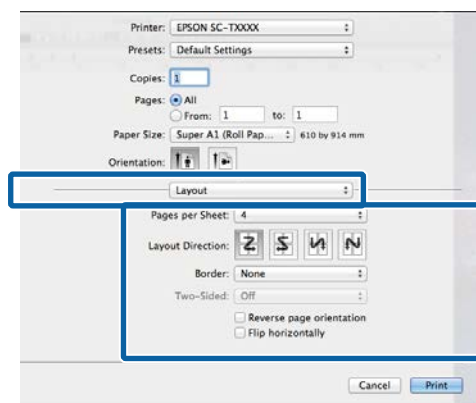 Printer: EPSON SC-TXXXX
Presets: Default Settings
Copies: 1
Pages: All
From: 1 to: 1
Paper Size: Super A1 (Roll Pap... 610 by 914 mm
Orientation:
Layout
Pages per Sheet: 4
Layout Direction:
Border: None
Two-Sided: Off
Reverse page orientation
Flip horizontally
Cancel Print